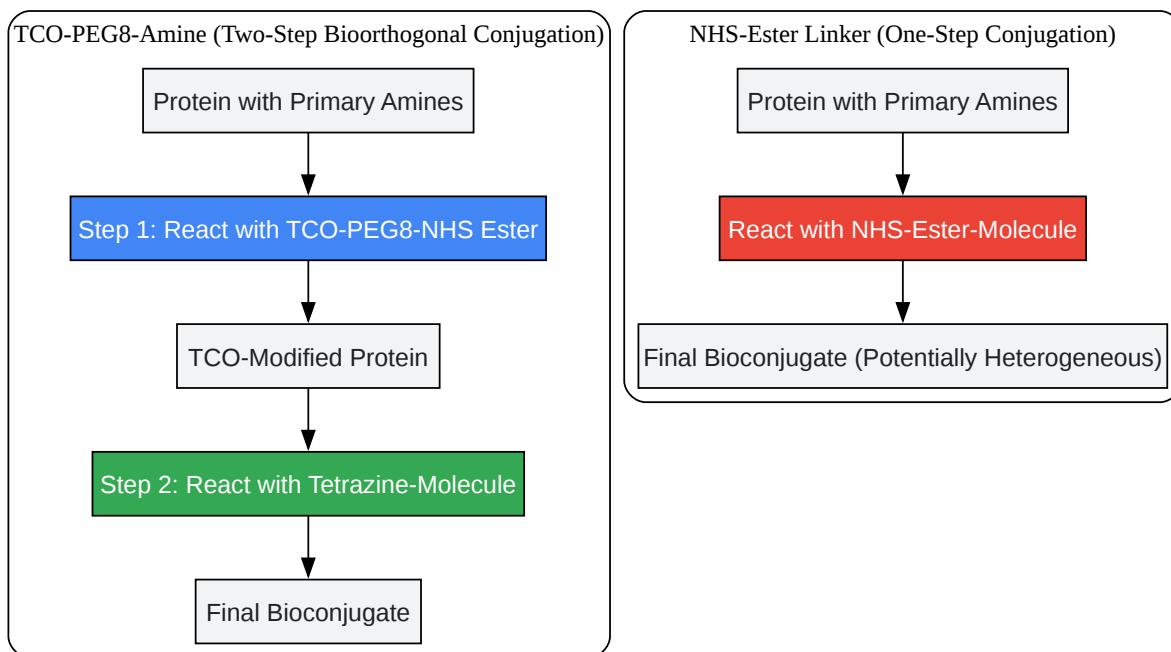 TCO-PEG8-Amine (Two-Step Bioorthogonal Conjugation)
Protein with Primary Amines
Step 1: React with TCO-PEG8-NHS Ester
TCO-Modified Protein
Step 2: React with Tetrazine-Molecule
Final Bioconjugate
NHS-Ester Linker (One-Step Conjugation)
Protein with Primary Amines
React with NHS-Ester-Molecule
Final Bioconjugate (Potentially Heterogeneous)